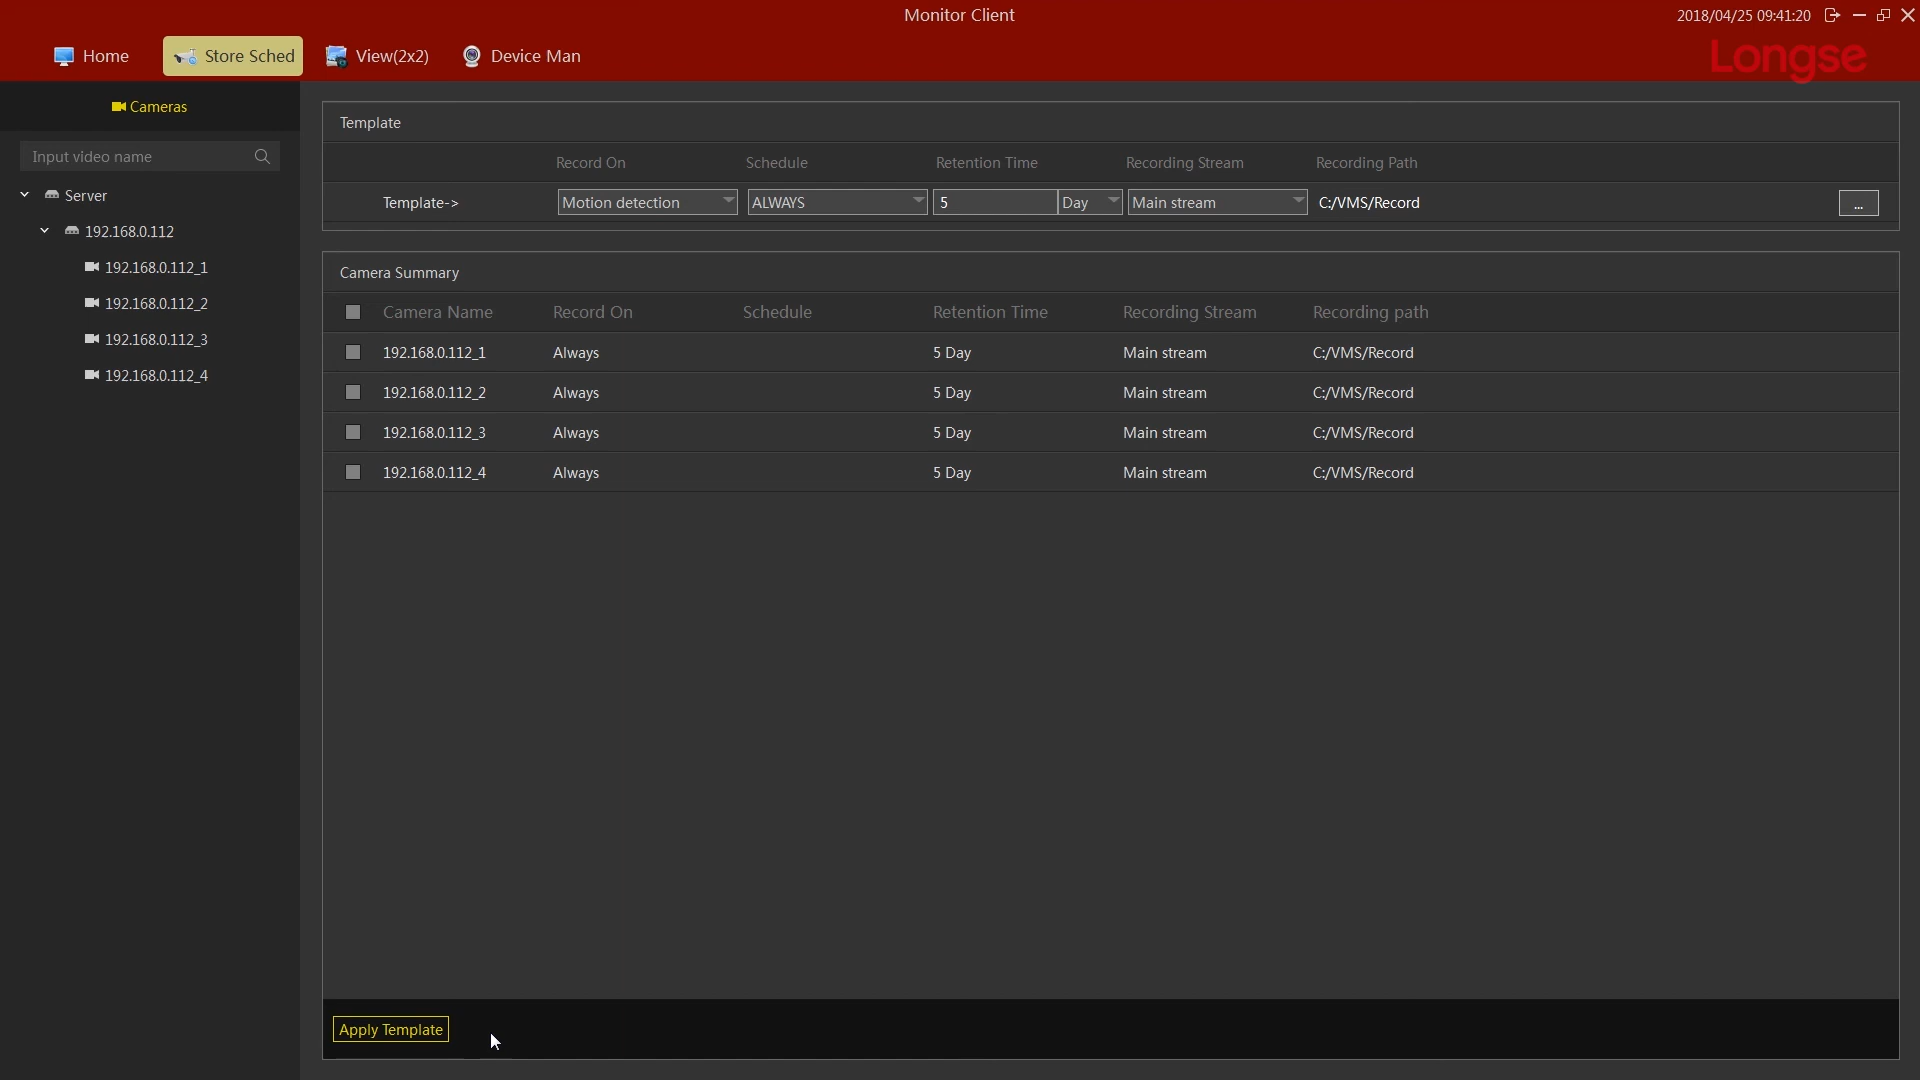 Monitor Client
2018/04/25 09:41:20
Home
Store Sched
View(2x2)
Device Man
Longse
Cameras
Input video name
Server
192.168.0.112
192.168.0.112_1
192.168.0.112_2
192.168.0.112_3
192.168.0.112_4
Template
Record On Schedule Retention Time Recording Stream Recording Path
Template-> Motion detection ALWAYS 5 Day Main stream C:/VMS/Record ...
Camera Summary
Camera Name Record On Schedule Retention Time Recording Stream Recording path
192.168.0.112_1 Always 5 Day Main stream C:/VMS/Record
192.168.0.112_2 Always 5 Day Main stream C:/VMS/Record
192.168.0.112_3 Always 5 Day Main stream C:/VMS/Record
192.168.0.112_4 Always 5 Day Main stream C:/VMS/Record
Apply Template